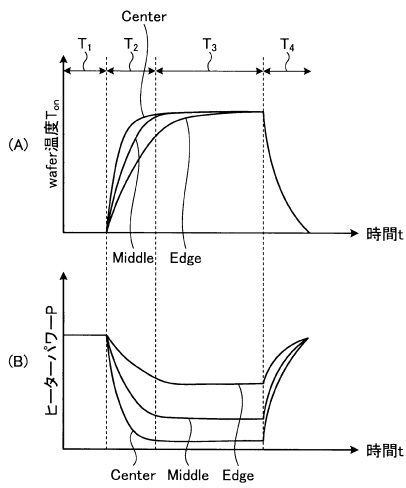 Center
T₁ T₂ T₃ T₄
(A)
wafer温度Ton
時間t
Middle Edge
(B)
ヒーターパワーP
時間t
Center Middle Edge